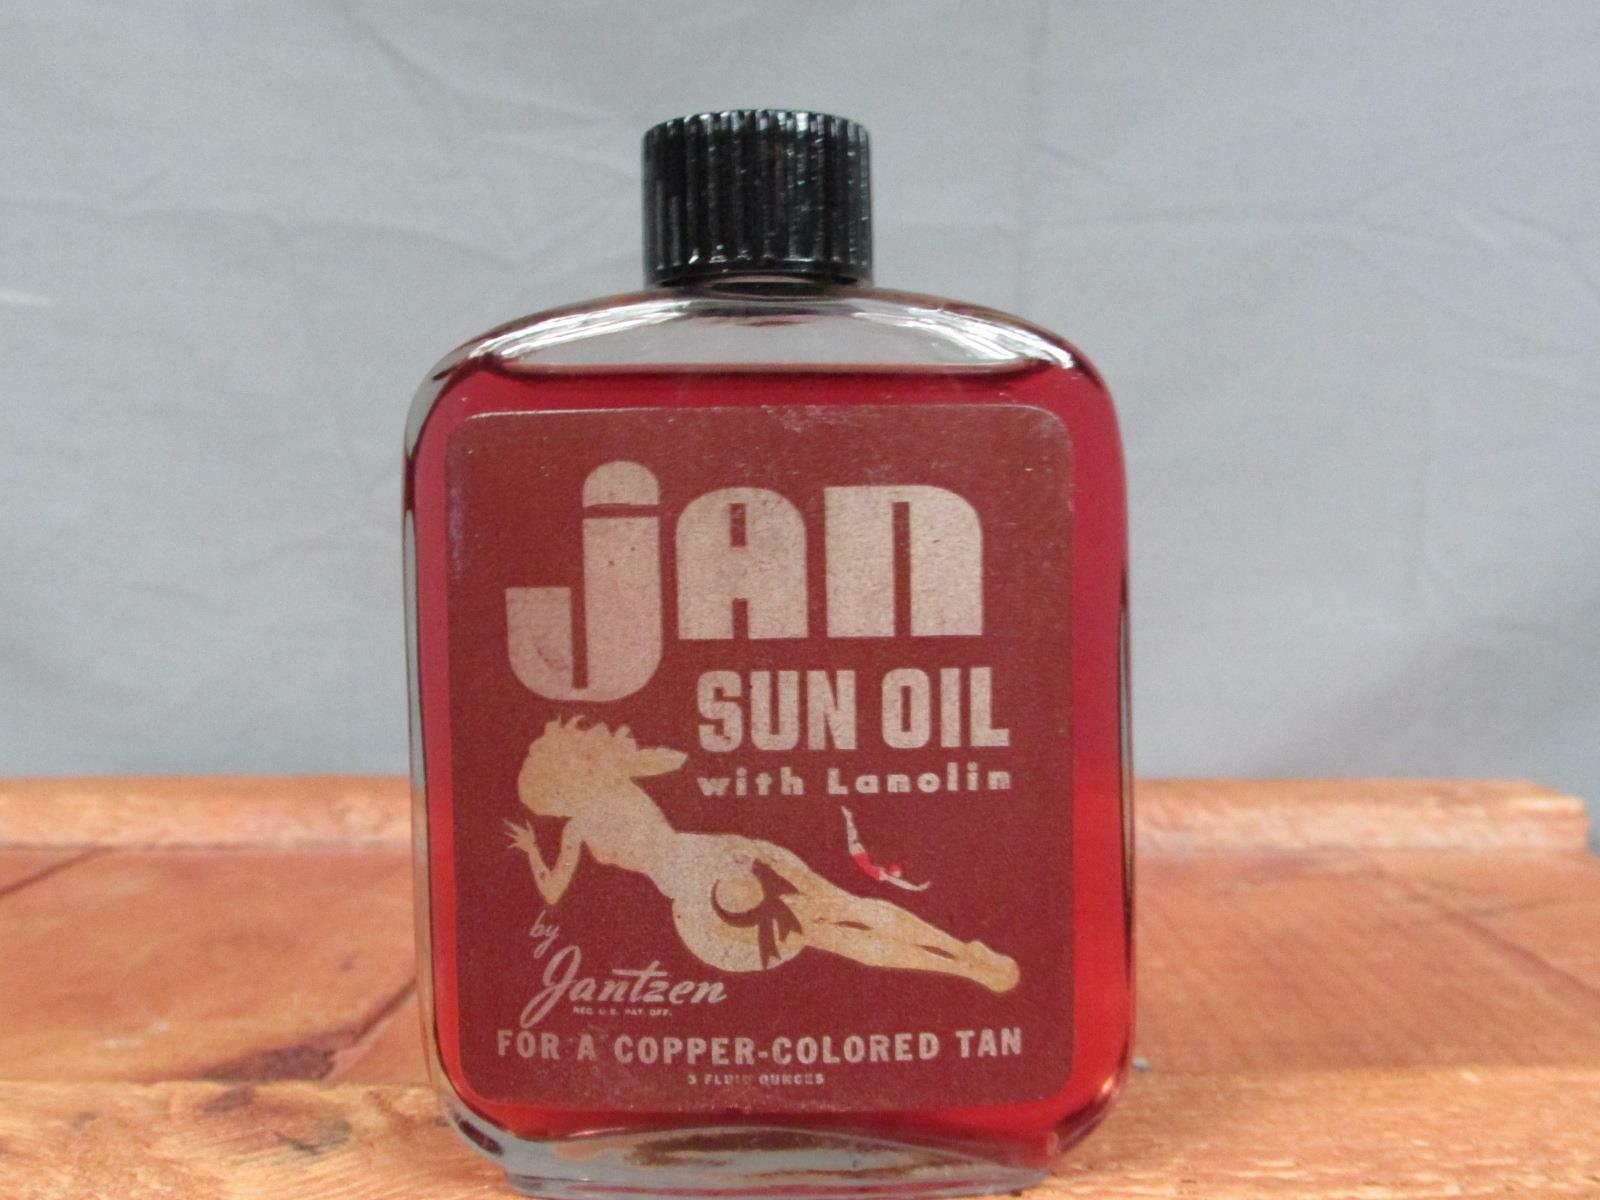 jAn
SUN OIL
with Lanolin
by
Jantzen
REG. U.S. PAT. OFF.
FOR A COPPER-COLORED TAN
3 FLUID OUNCES